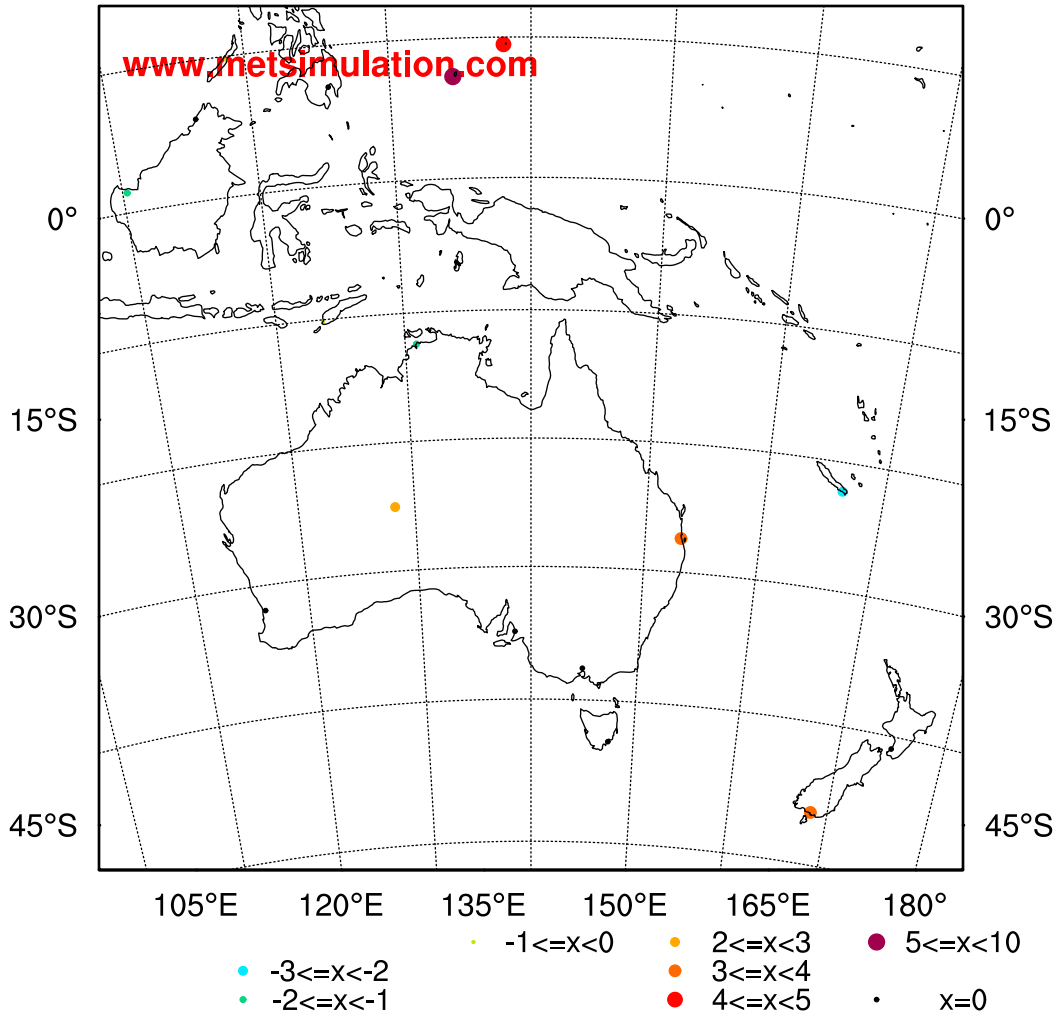 www.metsimulation.com
0° 0°
15°S 15°S
30°S 30°S
45°S 45°S
105°E 120°E 135°E 150°E 165°E 180°
-1<=x<0 2<=x<3 5<=x<10
-3<=x<-2 3<=x<4
-2<=x<-1 4<=x<5 x=0